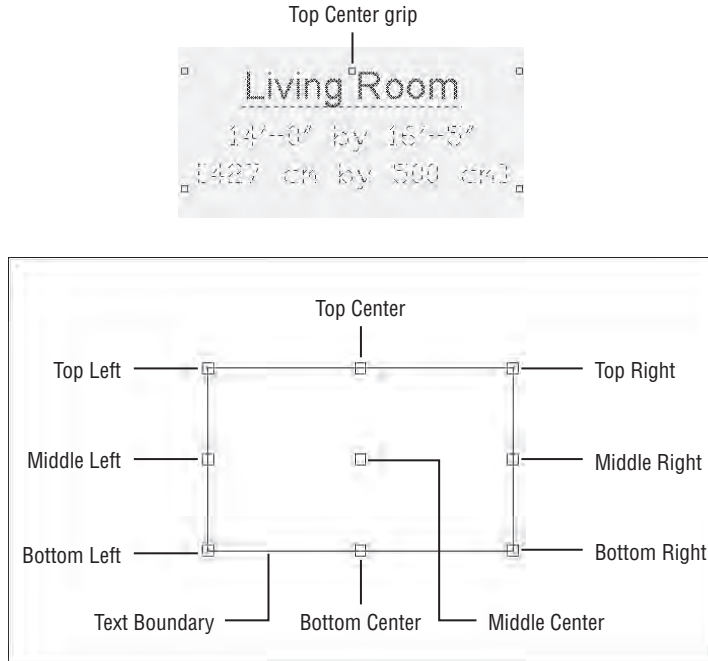 Top Center grip
Living Room
14'-0" by 16'-5"
[427 cm by 500 cm]
Top Center
Top Left
Top Right
Middle Left
Middle Right
Bottom Left
Bottom Right
Text Boundary
Bottom Center
Middle Center